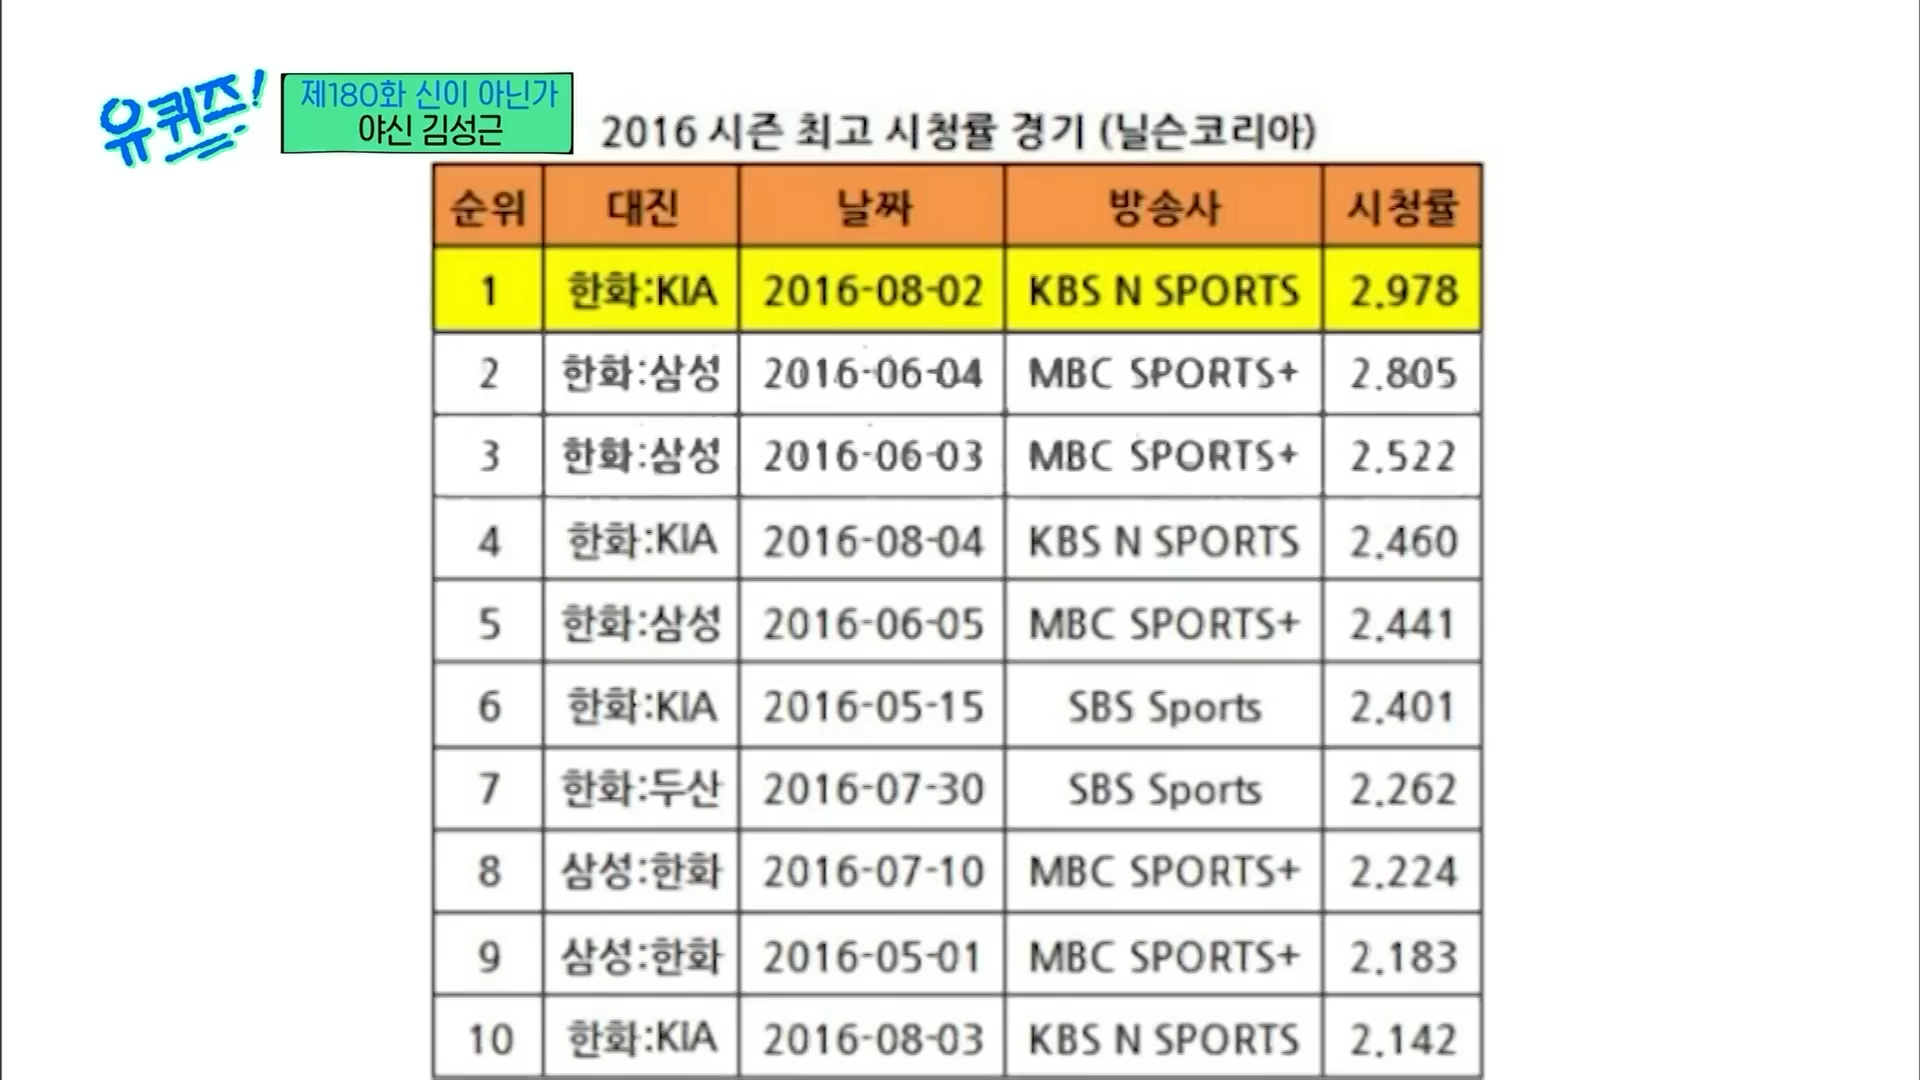 유퀴즈!
제180화 신이 아닌가
야신 김성근
2016 시즌 최고 시청률 경기 (닐슨코리아)
순위 대진 날짜 방송사 시청률
1 한화:KIA 2016-08-02 KBS N SPORTS 2.978
2 한화:삼성 2016-06-04 MBC SPORTS+ 2.805
3 한화:삼성 2016-06-03 MBC SPORTS+ 2.522
4 한화:KIA 2016-08-04 KBS N SPORTS 2.460
5 한화:삼성 2016-06-05 MBC SPORTS+ 2.441
6 한화:KIA 2016-05-15 SBS Sports 2.401
7 한화:두산 2016-07-30 SBS Sports 2.262
8 삼성:한화 2016-07-10 MBC SPORTS+ 2.224
9 삼성:한화 2016-05-01 MBC SPORTS+ 2.183
10 한화:KIA 2016-08-03 KBS N SPORTS 2.142